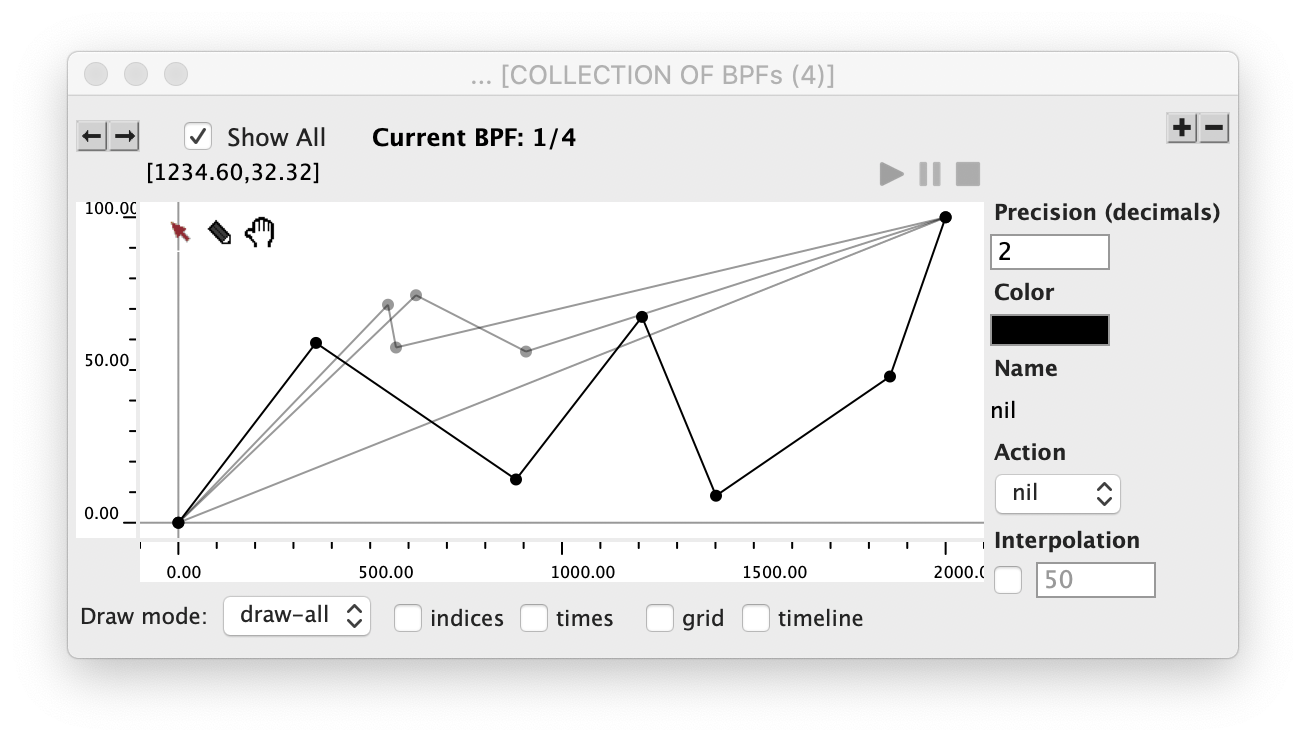 ... [COLLECTION OF BPFs (4)]
← → ✓ Show All Current BPF: 1/4 + −
[1234.60,32.32]
100.00
50.00
0.00
0.00 500.00 1000.00 1500.00 2000.0
Precision (decimals)
2
Color
Name
nil
Action
nil
Interpolation
50
Draw mode: draw-all indices times grid timeline